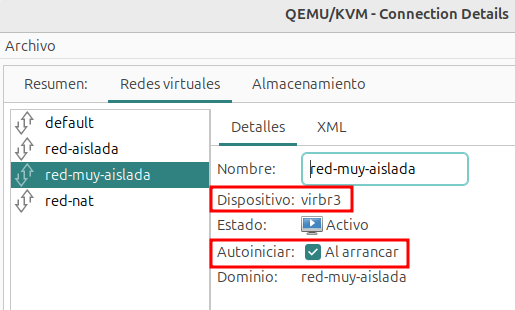 QEMU/KVM - Connection Details
Archivo
Resumen: Redes virtuales Almacenamiento
default
red-aislada
red-muy-aislada
red-nat
Detalles XML
Nombre: red-muy-aislada
Dispositivo: virbr3
Estado: Activo
Autoiniciar: Al arrancar
Dominio: red-muy-aislada